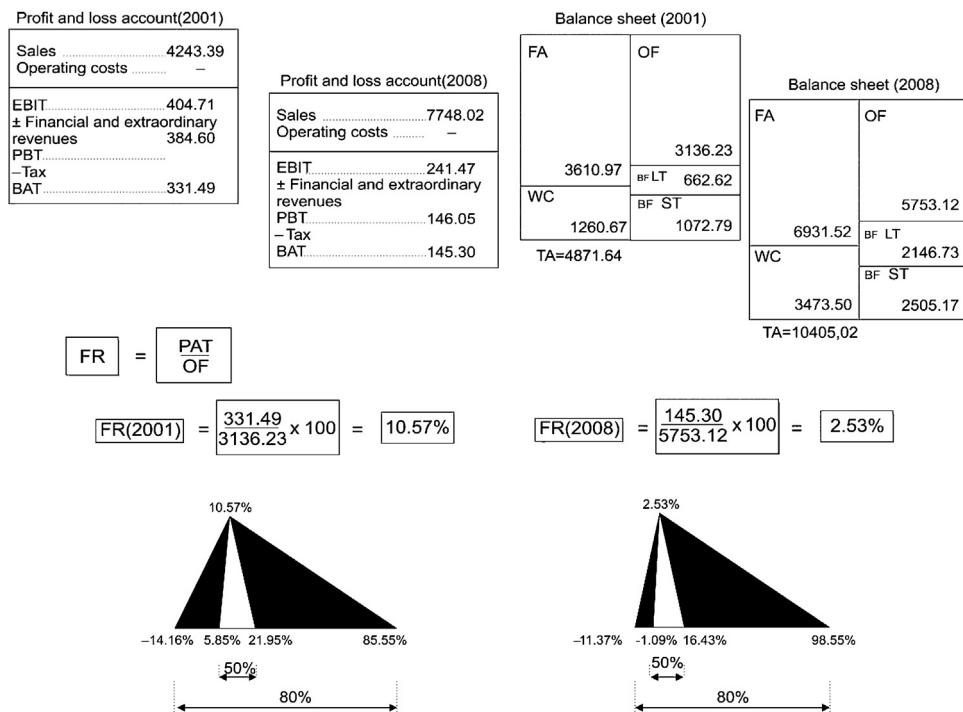 Profit and loss account(2001)
Sales ............ 4243.39
Operating costs .......... –
EBIT ............ 404.71
± Financial and extraordinary
revenues 384.60
PBT ............
–Tax
BAT ............ 331.49
Profit and loss account(2008)
Sales ............ 7748.02
Operating costs ......... –
EBIT ............ 241.47
± Financial and extraordinary
revenues
PBT ............ 146.05
–Tax
BAT ............ 145.30
Balance sheet (2001)
FA OF
3136.23
3610.97 BF LT 662.62
WC BF ST
1260.67 1072.79
TA=4871.64
Balance sheet (2008)
FA OF
5753.12
6931.52 BF LT
WC 2146.73
BF ST
3473.50 2505.17
TA=10405,02
FR = PAT
OF
FR(2001) = 331.49
3136.23 x 100 = 10.57%
FR(2008) = 145.30
5753.12 x 100 = 2.53%
10.57%
–14.16% 5.85% 21.95% 85.55%
50%
80%
2.53%
–11.37% -1.09% 16.43% 98.55%
50%
80%